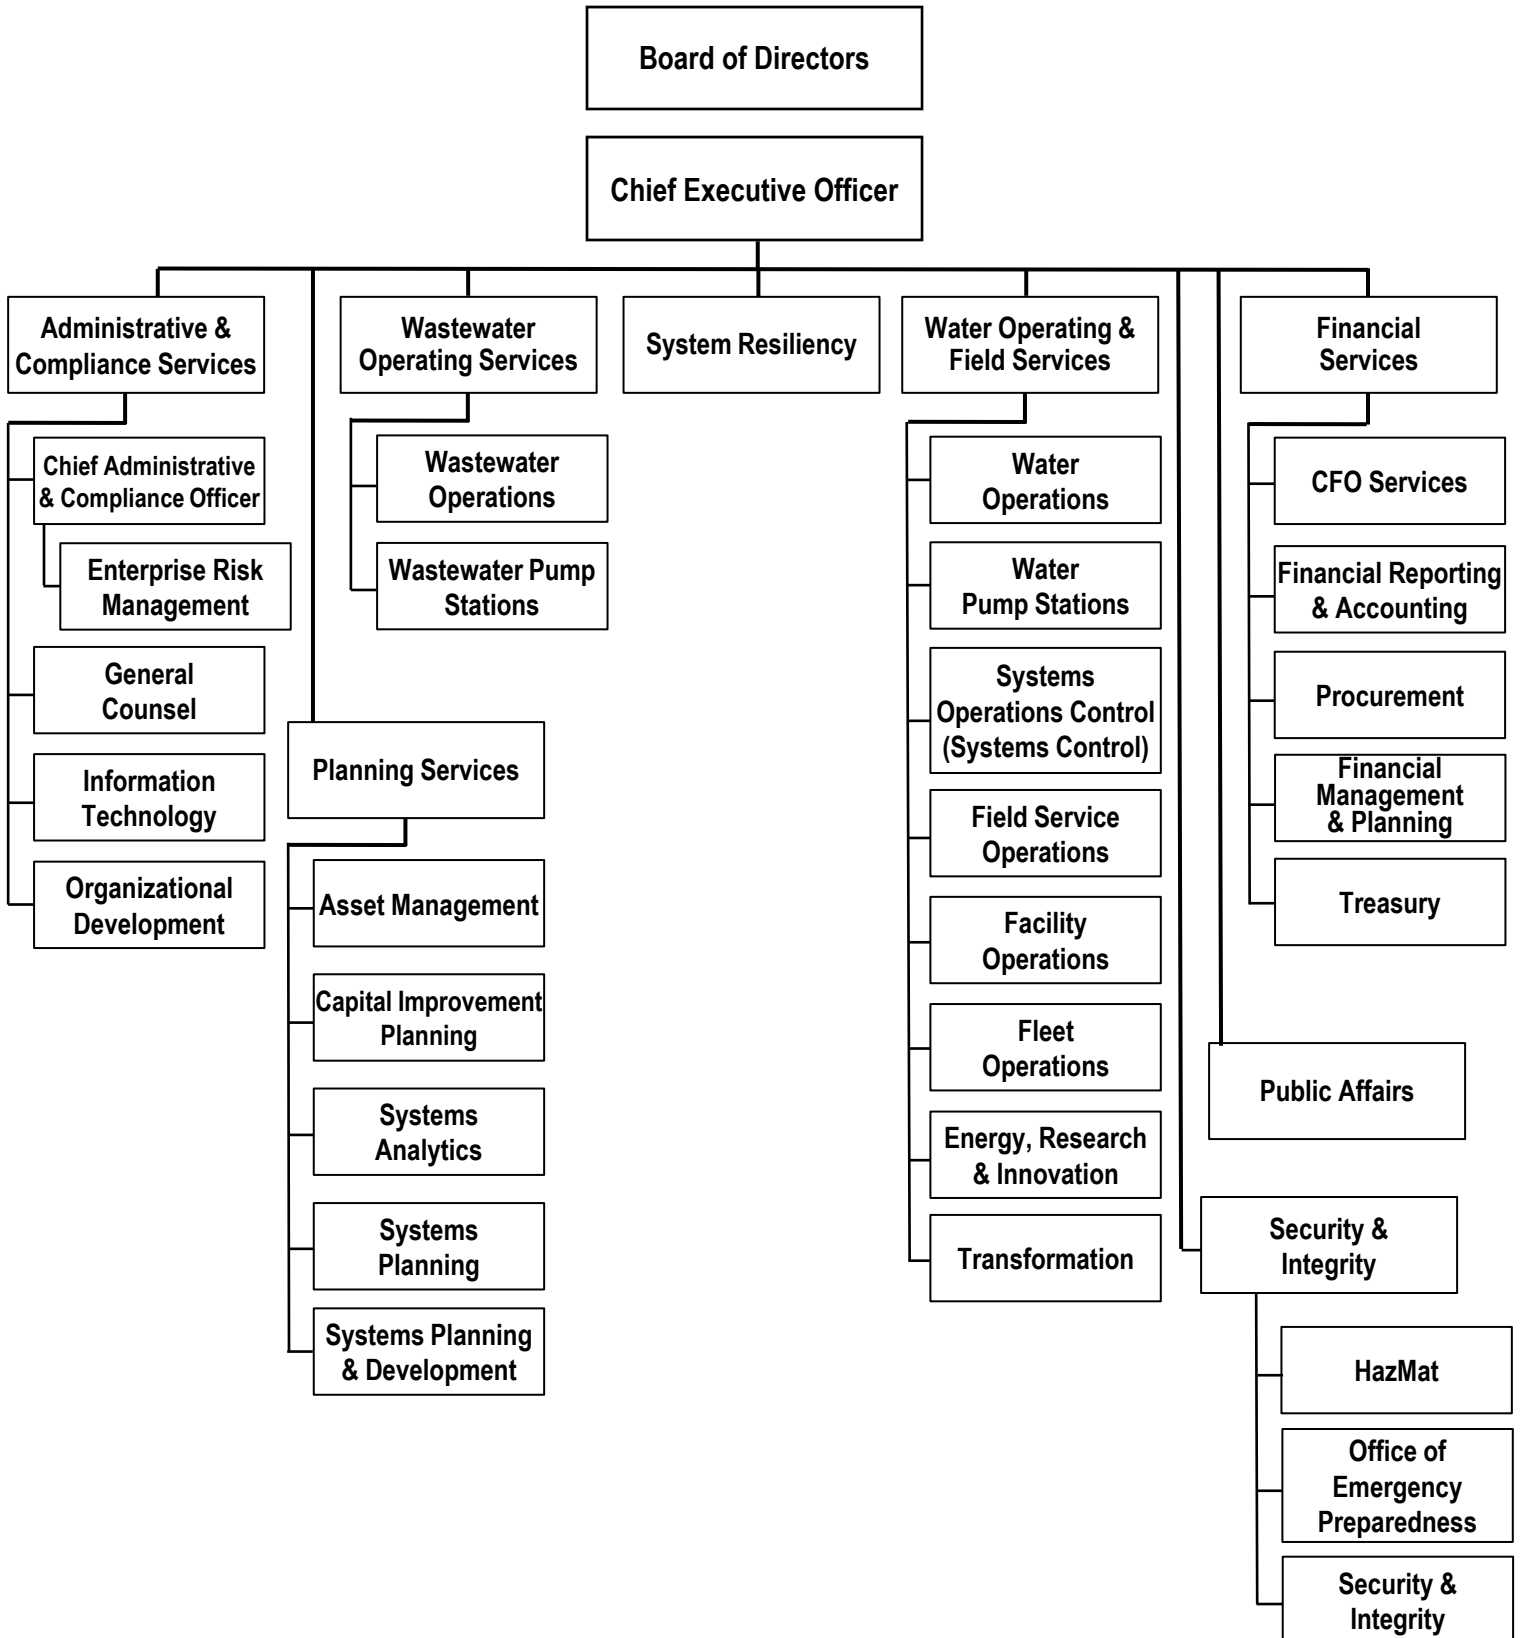 Board of Directors
Chief Executive Officer
Administrative &
Compliance Services
Chief Administrative
& Compliance Officer
Enterprise Risk
Management
General
Counsel
Information
Technology
Organizational
Development
Planning Services
Asset Management
Capital Improvement
Planning
Systems
Analytics
Systems
Planning
Systems Planning
& Development
Wastewater
Operating Services
Wastewater
Operations
Wastewater Pump
Stations
System Resiliency
Water Operating &
Field Services
Water
Operations
Water
Pump Stations
Systems
Operations Control
(Systems Control)
Field Service
Operations
Facility
Operations
Fleet
Operations
Energy, Research
& Innovation
Transformation
Financial
Services
CFO Services
Financial Reporting
& Accounting
Procurement
Financial
Management
& Planning
Treasury
Public Affairs
Security &
Integrity
HazMat
Office of
Emergency
Preparedness
Security &
Integrity